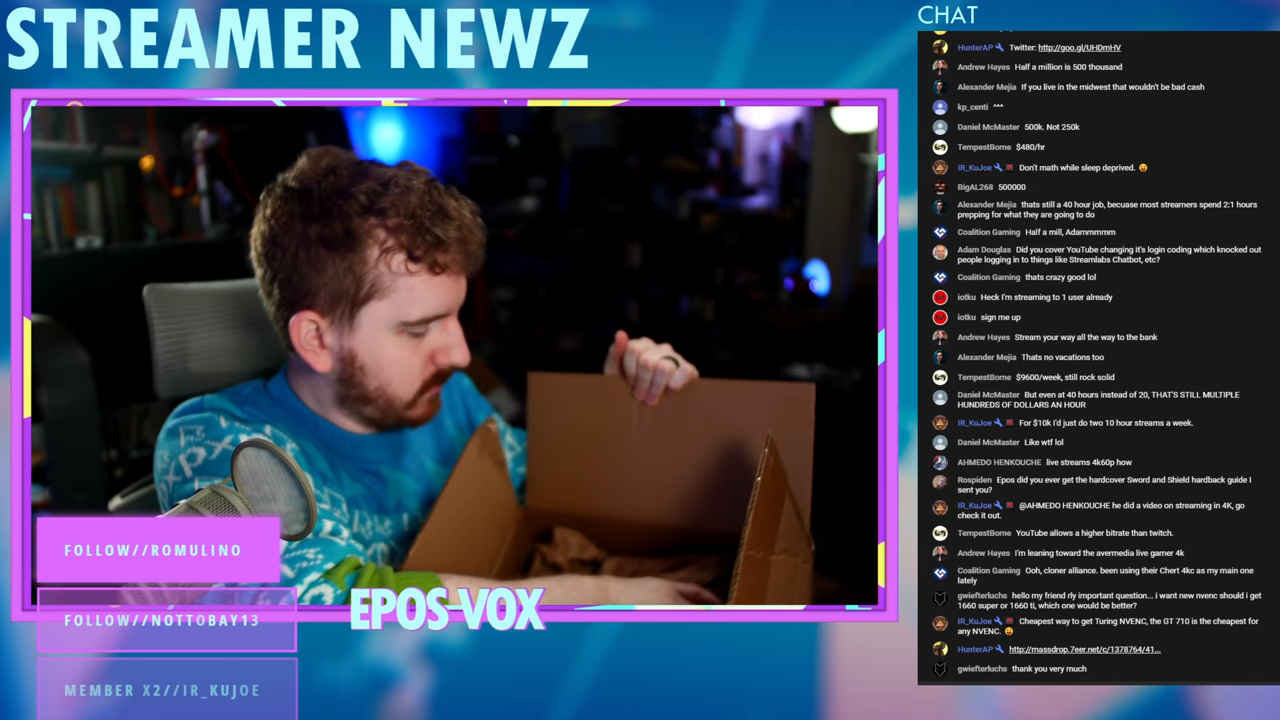 STREAMER NEWZ
CHAT
HunterAP Twitter: http://goo.gl/UHDmHV
Andrew Hayes Half a million is 500 thousand
Alexander Mejia If you live in the midwest that wouldn't be bad cash
kp_centi ^^^
Daniel McMaster 500k. Not 250k
TempestBorne $480/hr
IR_KuJoe Don't math while sleep deprived. 😫
BigAL268 500000
Alexander Mejia thats still a 40 hour job, becuase most streamers spend 2:1 hours
prepping for what they are going to do
Coalition Gaming Half a mill, Adammmmmm
Adam Douglas Did you cover YouTube changing it's login coding which knocked out
people logging in to things like Streamlabs Chatbot, etc?
Coalition Gaming thats crazy good lol
iotku Heck I'm streaming to 1 user already
iotku sign me up
Andrew Hayes Stream your way all the way to the bank
Alexander Mejia Thats no vacations too
TempestBorne $9600/week, still rock solid
Daniel McMaster But even at 40 hours instead of 20, THAT'S STILL MULTIPLE
HUNDREDS OF DOLLARS AN HOUR
IR_KuJoe For $10k I'd just do two 10 hour streams a week.
Daniel McMaster Like wtf lol
AHMEDO HENKOUCHE live streams 4k60p how
Rospiden Epos did you ever get the hardcover Sword and Shield hardback guide I
sent you?
IR_KuJoe @AHMEDO HENKOUCHE he did a video on streaming in 4K, go
check it out.
TempestBorne YouTube allows a higher bitrate than twitch.
Andrew Hayes I'm leaning toward the avermedia live gamer 4k
Coalition Gaming Ooh, cloner alliance. been using their Chert 4kc as my main one
lately
gwiefterluchs hello my friend rly important question... i want new nvenc should i get
1660 super or 1660 ti, which one would be better?
IR_KuJoe Cheapest way to get Turing NVENC, the GT 710 is the cheapest for
any NVENC. 😫
HunterAP http://massdrop.7eer.net/c/1378764/41...
gwiefterluchs thank you very much
FOLLOW//ROMULINO
FOLLOW//NOTTOBAY13
MEMBER X2//IR_KUJOE
EPOS VOX